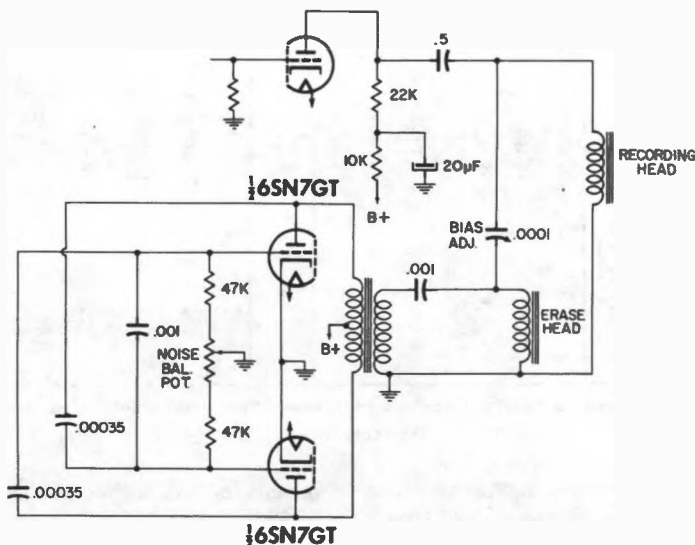 .5
22K
10K
20µF
B+
RECORDING
HEAD
½6SN7GT
BIAS
ADJ.
.0001
.001
47K
.001
B+
ERASE
HEAD
NOISE
BAL.
POT.
.00035
47K
.00035
½6SN7GT